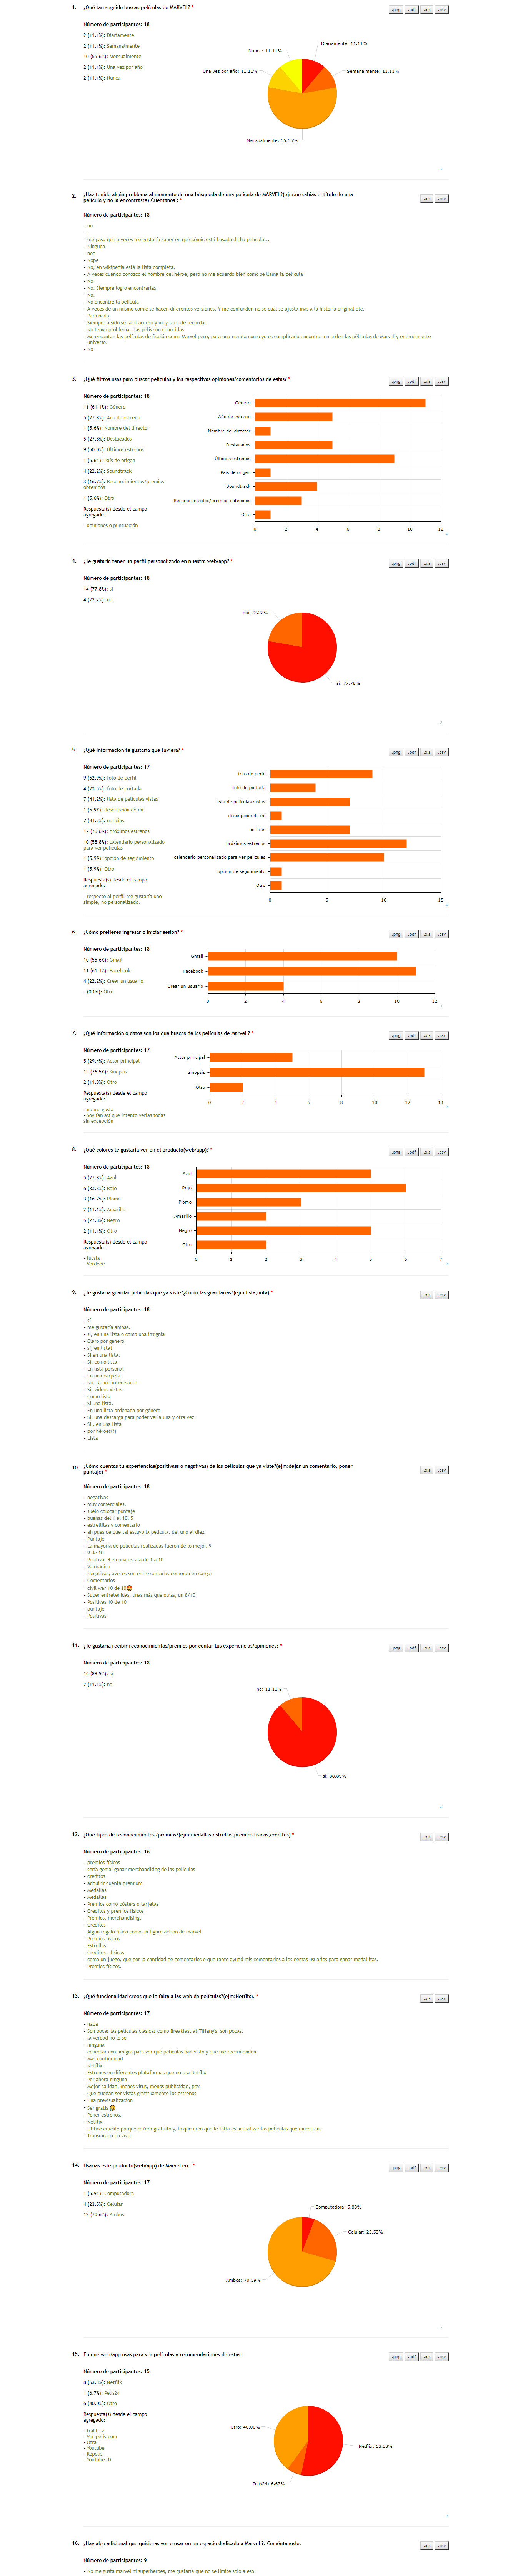 1. ¿Qué tan seguido buscas películas de MARVEL? *
.png .pdf .xls .csv
Número de participantes: 18
2 (11.1%): Diariamente
2 (11.1%): Semanalmente
10 (55.6%): Mensualmente
2 (11.1%): Una vez por año
2 (11.1%): Nunca
Nunca: 11.11%
Diariamente: 11.11%
Una vez por año: 11.11%
Semanalmente: 11.11%
Mensualmente: 55.56%
2. ¿Haz tenido algún problema al momento de una búsqueda de una película de MARVEL?(ejm:no sabías el título de una
película y no la encontraste).Cuentanos : *
.xls .csv
Número de participantes: 18
- no
- .
- me pasa que a veces me gustaría saber en que cómic está basada dicha película...
- Ninguna
- nop
- Nope
- No, en wikipedia está la lista completa.
- A veces cuando conozco el hombre del héroe, pero no me acuerdo bien como se llama la película
- No
- No. Siempre logro encontrarlas.
- No.
- No encontré la película
- A veces de un mismo comic se hacen diferentes versiones. Y me confunden no se cual se ajusta mas a la historia original etc.
- Para nada
- Siempre a sido se fácil acceso y muy fácil de recordar.
- No tengo problema , las pelis son conocidas
- Me encantan las películas de ficción como Marvel pero, para una novata como yo es complicado encontrar en orden las películas de Marvel y entender este
universo.
- No
3. ¿Qué filtros usas para buscar películas y las respectivas opiniones/comentarios de estas? *
.png .pdf .xls .csv
Número de participantes: 18
11 (61.1%): Género
5 (27.8%): Año de estreno
1 (5.6%): Nombre del director
5 (27.8%): Destacados
9 (50.0%): Últimos estrenos
1 (5.6%): País de origen
4 (22.2%): Soundtrack
3 (16.7%): Reconocimientos/premios
obtenidos
1 (5.6%): Otro
Respuesta(s) desde el campo
agregado:
- opiniones o puntuación
Género
Año de estreno
Nombre del director
Destacados
Últimos estrenos
País de origen
Soundtrack
Reconocimientos/premios obtenidos
Otro
0 2 4 6 8 10 12
4. ¿Te gustaría tener un perfil personalizado en nuestra web/app? *
.png .pdf .xls .csv
Número de participantes: 18
14 (77.8%): sí
4 (22.2%): no
no: 22.22%
sí: 77.78%
5. ¿Qué información te gustaría que tuviera? *
.png .pdf .xls .csv
Número de participantes: 17
9 (52.9%): foto de perfil
4 (23.5%): foto de portada
7 (41.2%): lista de películas vistas
1 (5.9%): descripción de mi
7 (41.2%): noticias
12 (70.6%): próximos estrenos
10 (58.8%): calendario personalizado
para ver películas
1 (5.9%): opción de seguimiento
1 (5.9%): Otro
Respuesta(s) desde el campo
agregado:
- respecto al perfil me gustaría uno
simple, no personalizado.
foto de perfil
foto de portada
lista de películas vistas
descripción de mi
noticias
próximos estrenos
calendario personalizado para ver películas
opción de seguimiento
Otro
0 5 10 15
6. ¿Cómo prefieres ingresar o iniciar sesión? *
.png .pdf .xls .csv
Número de participantes: 18
10 (55.6%): Gmail
11 (61.1%): Facebook
4 (22.2%): Crear un usuario
- (0.0%): Otro
Gmail
Facebook
Crear un usuario
0 2 4 6 8 10 12
7. ¿Qué información o datos son los que buscas de las películas de Marvel ? *
.png .pdf .xls .csv
Número de participantes: 17
5 (29.4%): Actor principal
13 (76.5%): Sinopsis
2 (11.8%): Otro
Respuesta(s) desde el campo
agregado:
- no me gusta
- Soy fan así que intento verlas todas
sin excepción
Actor principal
Sinopsis
Otro
0 2 4 6 8 10 12 14
8. ¿Qué colores te gustaría ver en el producto(web/app)? *
.png .pdf .xls .csv
Número de participantes: 18
5 (27.8%): Azul
6 (33.3%): Rojo
3 (16.7%): Plomo
2 (11.1%): Amarillo
5 (27.8%): Negro
2 (11.1%): Otro
Respuesta(s) desde el campo
agregado:
- fucsia
- Verdeee
Azul
Rojo
Plomo
Amarillo
Negro
Otro
0 1 2 3 4 5 6 7
9. ¿Te gustaría guardar películas que ya viste?¿Cómo las guardarías?(ejm:lista,nota) *
.xls .csv
Número de participantes: 18
- si
- me gustaría ambas.
- si, en una lista o como una insignia
- Claro por genero
- si, en lista!
- Si en una lista.
- Sí, como lista.
- En lista personal
- En una carpeta
- No. No me interesante
- Sí, vídeos vistos.
- Como lista
- Sí una lista.
- En una lista ordenada por género
- Sí, una descarga para poder verla una y otra vez.
- Sí , en una lista
- por héroes(?)
- Lista
10. ¿Cómo cuentas tu experiencias(positivass o negativas) de las películas que ya viste?(ejm:dejar un comentario, poner
puntaje) *
.xls .csv
Número de participantes: 18
- negativas
- muy comerciales.
- suelo colocar puntaje
- buenas del 1 al 10, 5
- estrellitas y comentario
- ah pues de que tal estuvo la película, del uno al diez
- Puntaje
- La mayoría de películas realizadas fueron de lo mejor, 9
- 9 de 10
- Positiva. 9 en una escala de 1 a 10
- Valoracion
- Negativas, aveces son entre cortadas demoran en cargar
- Comentarios
- civil war 10 de 10😍
- Super entretenidas, unas más que otras, un 8/10
- Positivas 10 de 10
- puntaje
- Positivas
11. ¿Te gustaría recibir reconocimientos/premios por contar tus experiencias/opiniones? *
.png .pdf .xls .csv
Número de participantes: 18
16 (88.9%): sí
2 (11.1%): no
no: 11.11%
sí: 88.89%
12. ¿Qué tipos de reconocimientos /premios?(ejm:medallas,estrellas,premios físicos,créditos) *
.xls .csv
Número de participantes: 16
- premios físicos
- sería genial ganar merchandising de las películas
- creditos
- adquirir cuenta premium
- Medallas
- Medallas
- Premios como pósters o tarjetas
- Creditos y premios físicos
- Premios, merchandising.
- Creditos
- Algun regalo físico como un figure action de marvel
- Premios físicos
- Estrellas
- Creditos , físicos
- como un juego, que por la cantidad de comentarios o que tanto ayudó mis comentarios a los demás usuarios para ganar medallitas.
- Premios físicos.
13. ¿Qué funcionalidad crees que le falta a las web de películas?(ejm:Netflix). *
.xls .csv
Número de participantes: 17
- nada
- Son pocas las películas clásicas como Breakfast at Tiffany's, son pocas.
- la verdad no lo se
- ninguna
- conectar con amigos para ver qué películas han visto y que me recomienden
- Mas continuidad
- Netflix
- Estrenos en diferentes plataformas que no sea Netflix
- Por ahora ninguna
- Mejor calidad, menos virus, menos publicidad, ppv
- Que puedan ser vistas gratituamente los estrenos
- Una previsualizacion
- Ser gratis 😂
- Poner estrenos.
- Netflix
- Utilicé crackle porque es/era gratuito y, lo que creo que le falta es actualizar las películas que muestran.
- Transmisión en vivo.
14. Usarías este producto(web/app) de Marvel en : *
.png .pdf .xls .csv
Número de participantes: 17
1 (5.9%): Computadora
4 (23.5%): Celular
12 (70.6%): Ambos
Computadora: 5.88%
Celular: 23.53%
Ambos: 70.59%
15. En que web/app usas para ver películas y recomendaciones de estas:
.png .pdf .xls .csv
Número de participantes: 15
8 (53.3%): Netflix
1 (6.7%): Pelis24
6 (40.0%): Otro
Respuesta(s) desde el campo
agregado:
- trakt.tv
- Ver-pelis.com
- Otra
- Youtube
- Repelis
- YouTube :D
Otro: 40.00%
Netflix: 53.33%
Pelis24: 6.67%
16. ¿Hay algo adicional que quisieras ver o usar en un espacio dedicado a Marvel ?. Coméntanoslo:
.xls .csv
Número de participantes: 9
- No me gusta marvel ni superheroes, me gustaría que no se limite solo a eso.